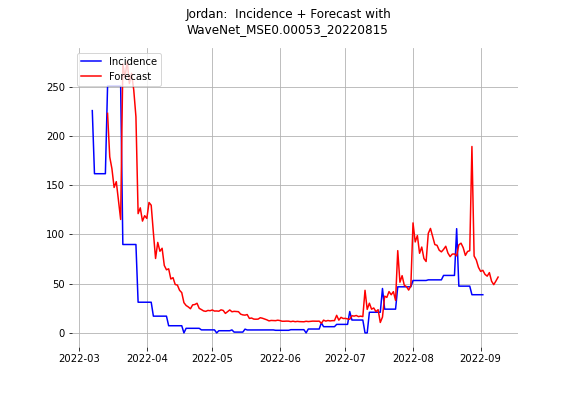 Jordan:  Incidence + Forecast with
WaveNet_MSE0.00053_20220815
Incidence
Forecast
250
200
150
100
50
0
2022-03 2022-04 2022-05 2022-06 2022-07 2022-08 2022-09